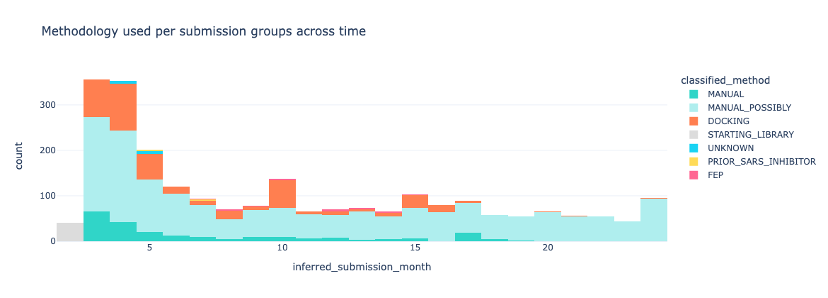 Methodology used per submission groups across time
classified_method
MANUAL
MANUAL_POSSIBLY
DOCKING
STARTING_LIBRARY
UNKNOWN
PRIOR_SARS_INHIBITOR
FEP
count
300
200
100
0
5
10
15
20
inferred_submission_month